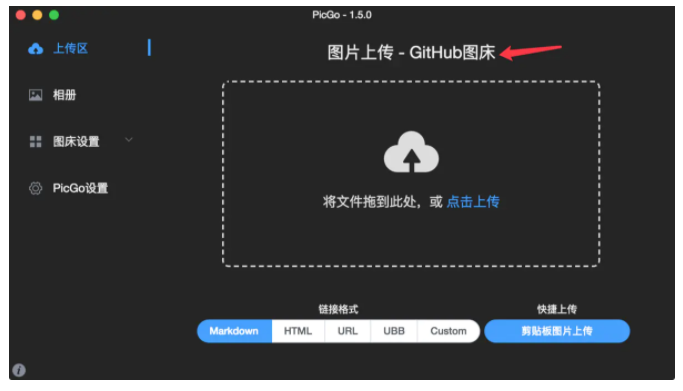 PicGo - 1.5.0
上传区
图片上传 - GitHub图床
相册
图床设置
PicGo设置
将文件拖到此处，或 点击上传
链接格式
快捷上传
Markdown HTML URL UBB Custom
剪贴板图片上传